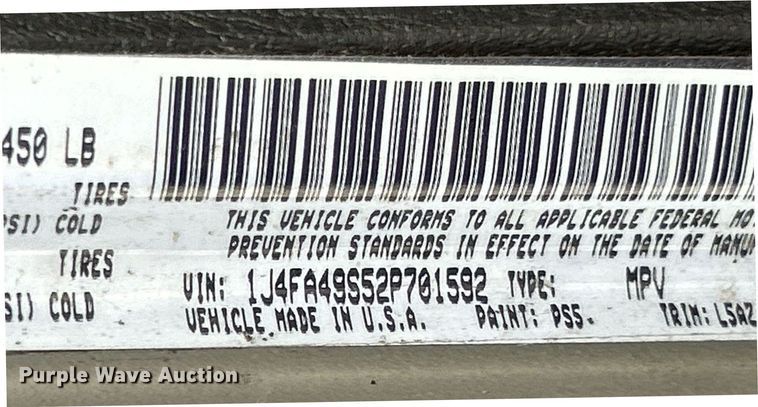 450 LB
TIRES
PSI) COLD
TIRES
SI) COLD
THIS VEHICLE CONFORMS TO ALL APPLICABLE FEDERAL MO
PREVENTION STANDARDS IN EFFECT ON THE DATE OF MANU
VIN: 1J4FA49S52P701592 TYPE: MPV
VEHICLE MADE IN U.S.A. PAINT: PS5. TRIM: L5AZ
Purple Wave Auction